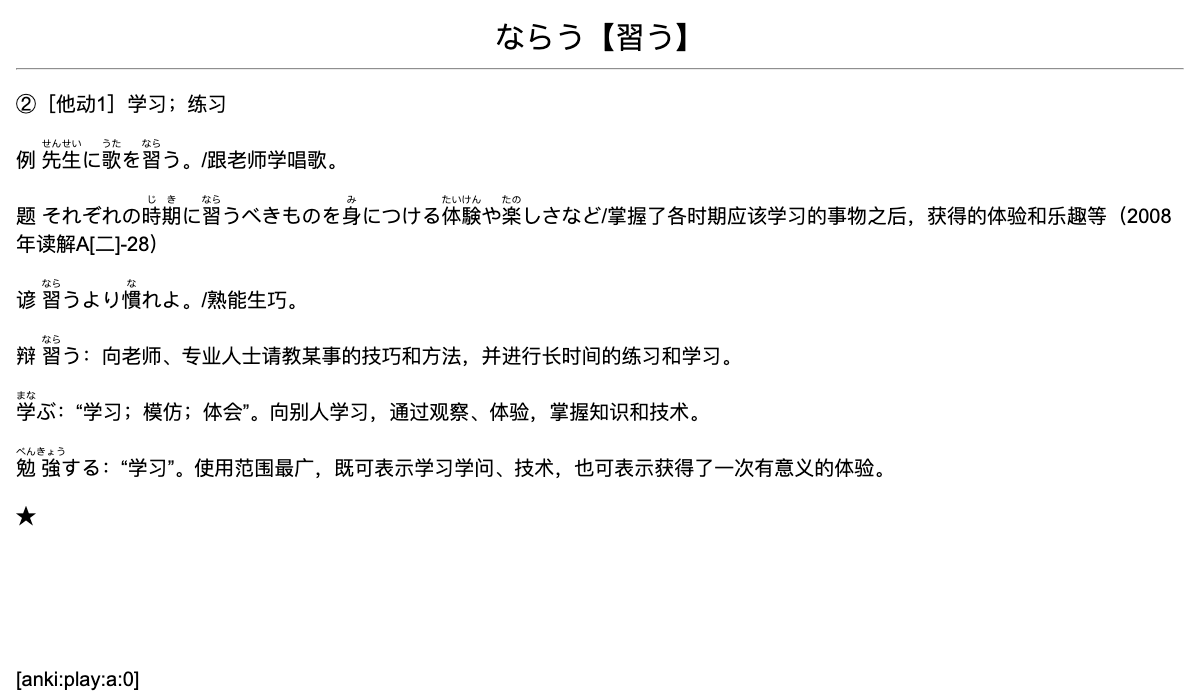 ならう【習う】
②［他动1］学习；练习
せんせい うた なら
例 先生に歌を習う。/跟老师学唱歌。
じ き なら み たいけん たの
题 それぞれの時期に習うべきものを身につける体験や楽しさなど/掌握了各时期应该学习的事物之后，获得的体验和乐趣等（2008
年读解A[二]-28）
なら な
谚 習うより慣れよ。/熟能生巧。
なら
辩 習う：向老师、专业人士请教某事的技巧和方法，并进行长时间的练习和学习。
まな
学ぶ：“学习；模仿；体会”。向别人学习，通过观察、体验，掌握知识和技术。
べんきょう
勉強する：“学习”。使用范围最广，既可表示学习学问、技术，也可表示获得了一次有意义的体验。
★
[anki:play:a:0]